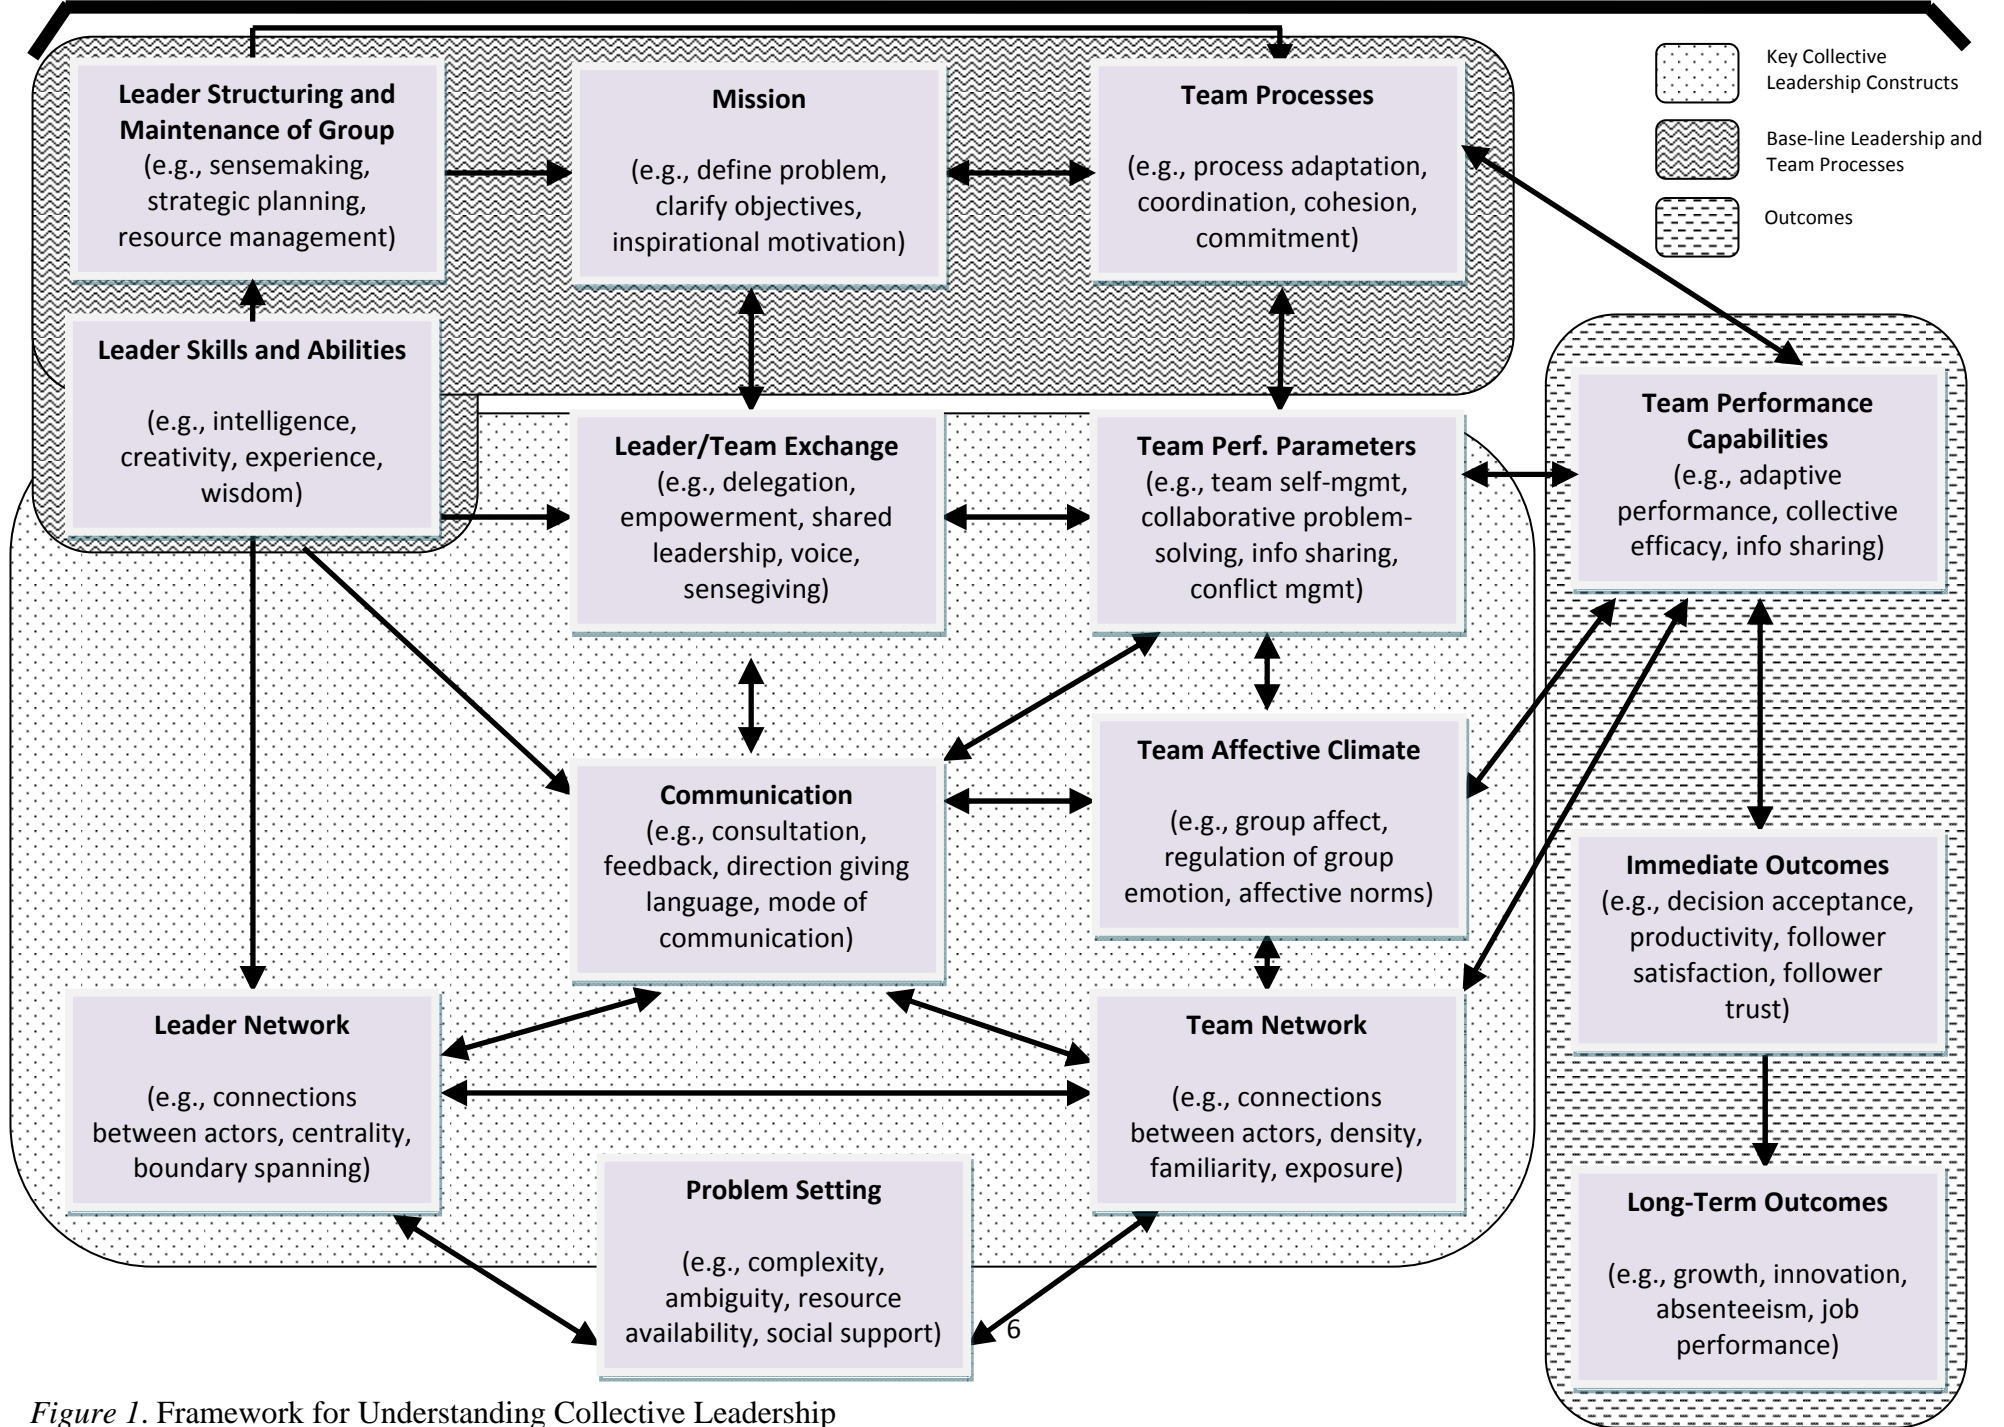 Leader Structuring and
Maintenance of Group
(e.g., sensemaking,
strategic planning,
resource management)
Mission
(e.g., define problem,
clarify objectives,
inspirational motivation)
Team Processes
(e.g., process adaptation,
coordination, cohesion,
commitment)
Key Collective
Leadership Constructs
Base-line Leadership and
Team Processes
Outcomes
Leader Skills and Abilities
(e.g., intelligence,
creativity, experience,
wisdom)
Leader/Team Exchange
(e.g., delegation,
empowerment, shared
leadership, voice,
sensegiving)
Team Perf. Parameters
(e.g., team self-mgmt,
collaborative problem-
solving, info sharing,
conflict mgmt)
Team Performance
Capabilities
(e.g., adaptive
performance, collective
efficacy, info sharing)
Communication
(e.g., consultation,
feedback, direction giving
language, mode of
communication)
Team Affective Climate
(e.g., group affect,
regulation of group
emotion, affective norms)
Immediate Outcomes
(e.g., decision acceptance,
productivity, follower
satisfaction, follower
trust)
Leader Network
(e.g., connections
between actors, centrality,
boundary spanning)
Team Network
(e.g., connections
between actors, density,
familiarity, exposure)
Problem Setting
(e.g., complexity,
ambiguity, resource
availability, social support)
Long-Term Outcomes
(e.g., growth, innovation,
absenteeism, job
performance)
6
Figure 1. Framework for Understanding Collective Leadership